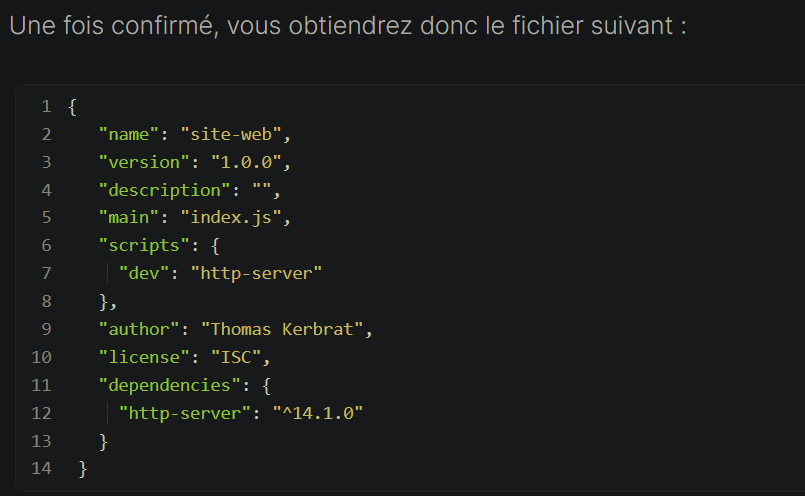 Une fois confirmé, vous obtiendrez donc le fichier suivant :
1 {
2 "name": "site-web",
3 "version": "1.0.0",
4 "description": "",
5 "main": "index.js",
6 "scripts": {
7 "dev": "http-server"
8 },
9 "author": "Thomas Kerbrat",
10 "license": "ISC",
11 "dependencies": {
12 "http-server": "^14.1.0"
13 }
14 }